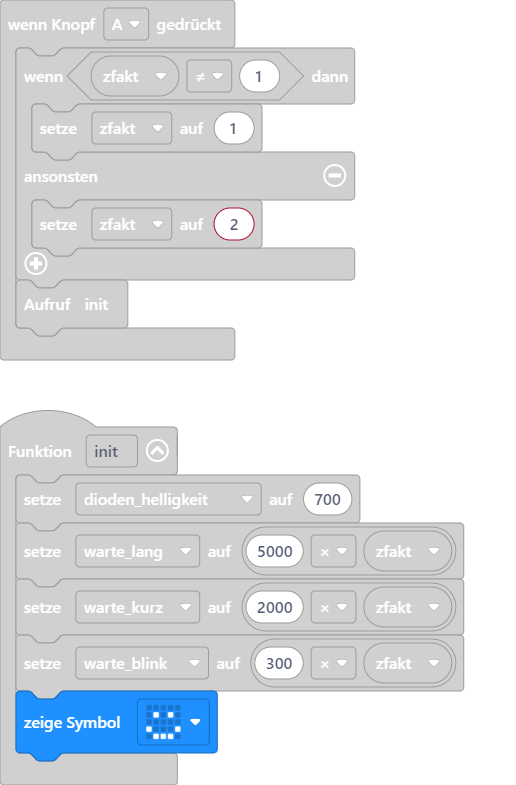 wenn Knopf A gedrückt
wenn zfakt ≠ 1 dann
setze zfakt auf 1
ansonsten
setze zfakt auf 2
Aufruf init
Funktion init
setze dioden_helligkeit auf 700
setze warte_lang auf 5000 × zfakt
setze warte_kurz auf 2000 × zfakt
setze warte_blink auf 300 × zfakt
zeige Symbol